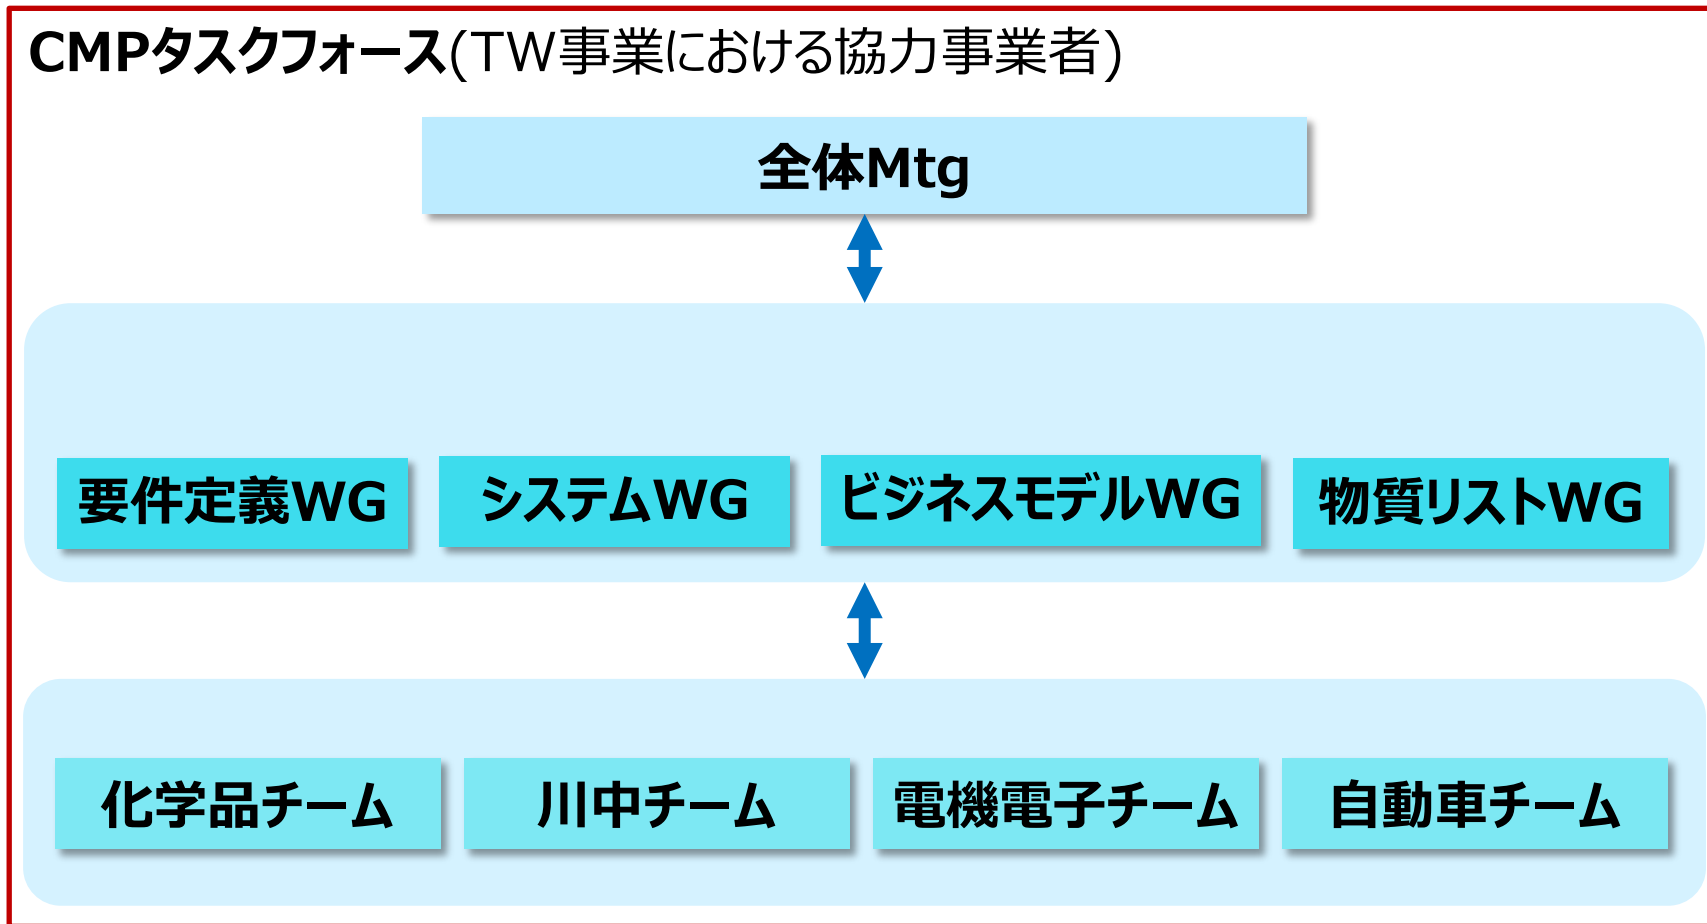 CMPタスクフォース(TW事業における協力事業者)
全体Mtg
要件定義WG
システムWG
ビジネスモデルWG
物質リストWG
化学品チーム
川中チーム
電機電子チーム
自動車チーム